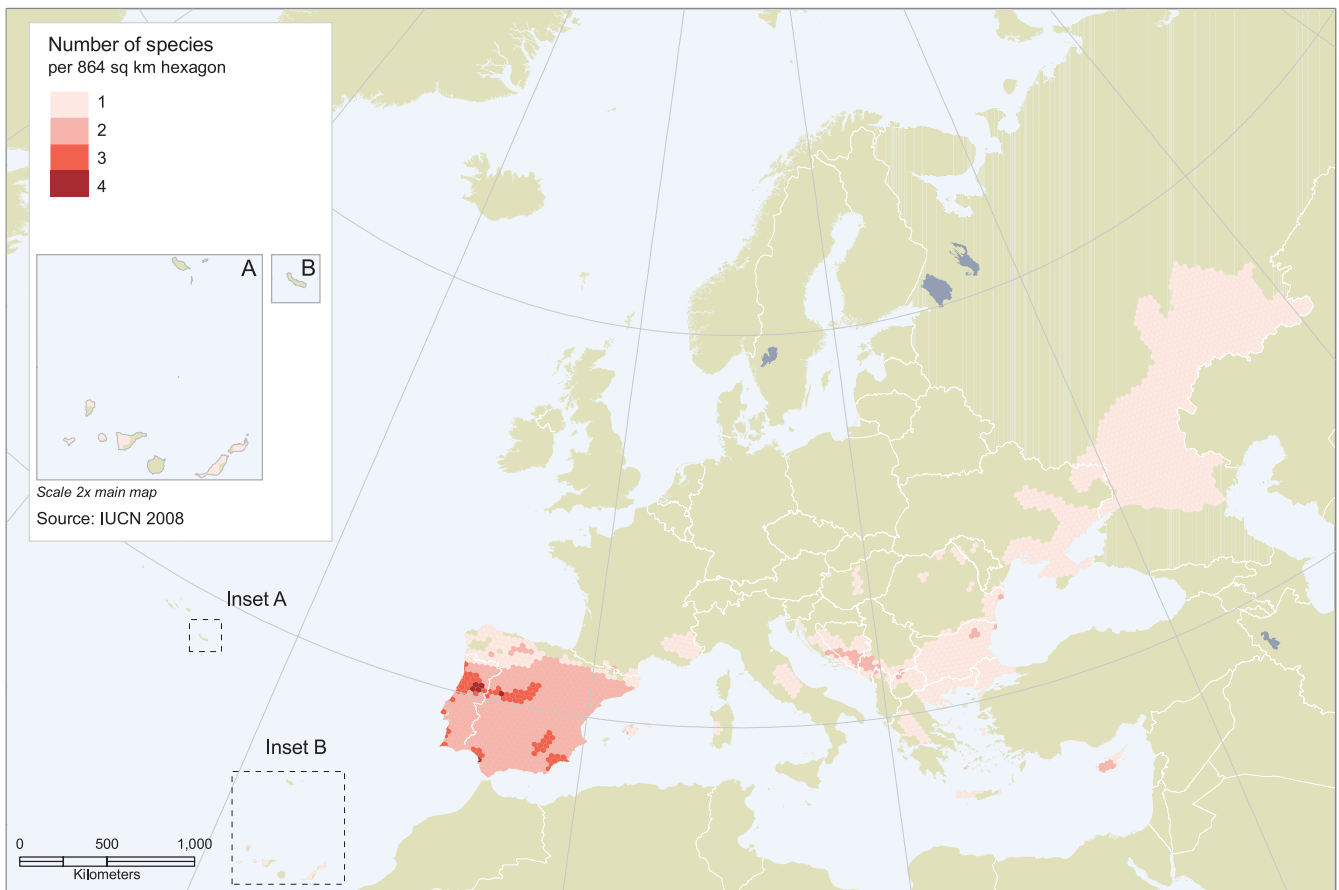 Number of species
per 864 sq km hexagon
1
2
3
4
A
B
Scale 2x main map
Source: IUCN 2008
Inset A
Inset B
0 500 1,000
Kilometers